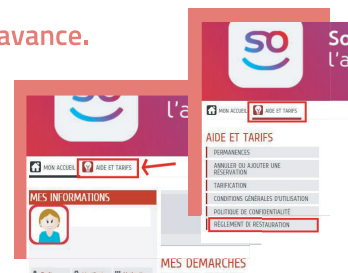 avance.
so
So
l'a
MON ACCUEIL
AIDE ET TARIFS
AIDE ET TARIFS
PERMANENCES
ANNULER OU AJOUTER UNE
RÉSERVATION
TARIFICATION
CONDITIONS GÉNÉRALES D'UTILISATION
POLITIQUE DE CONFIDENTIALITÉ
RÈGLEMENT DE RESTAURATION
l'a
MON ACCUEIL
AIDE ET TARIFS
MES INFORMATIONS
MES DEMARCHES